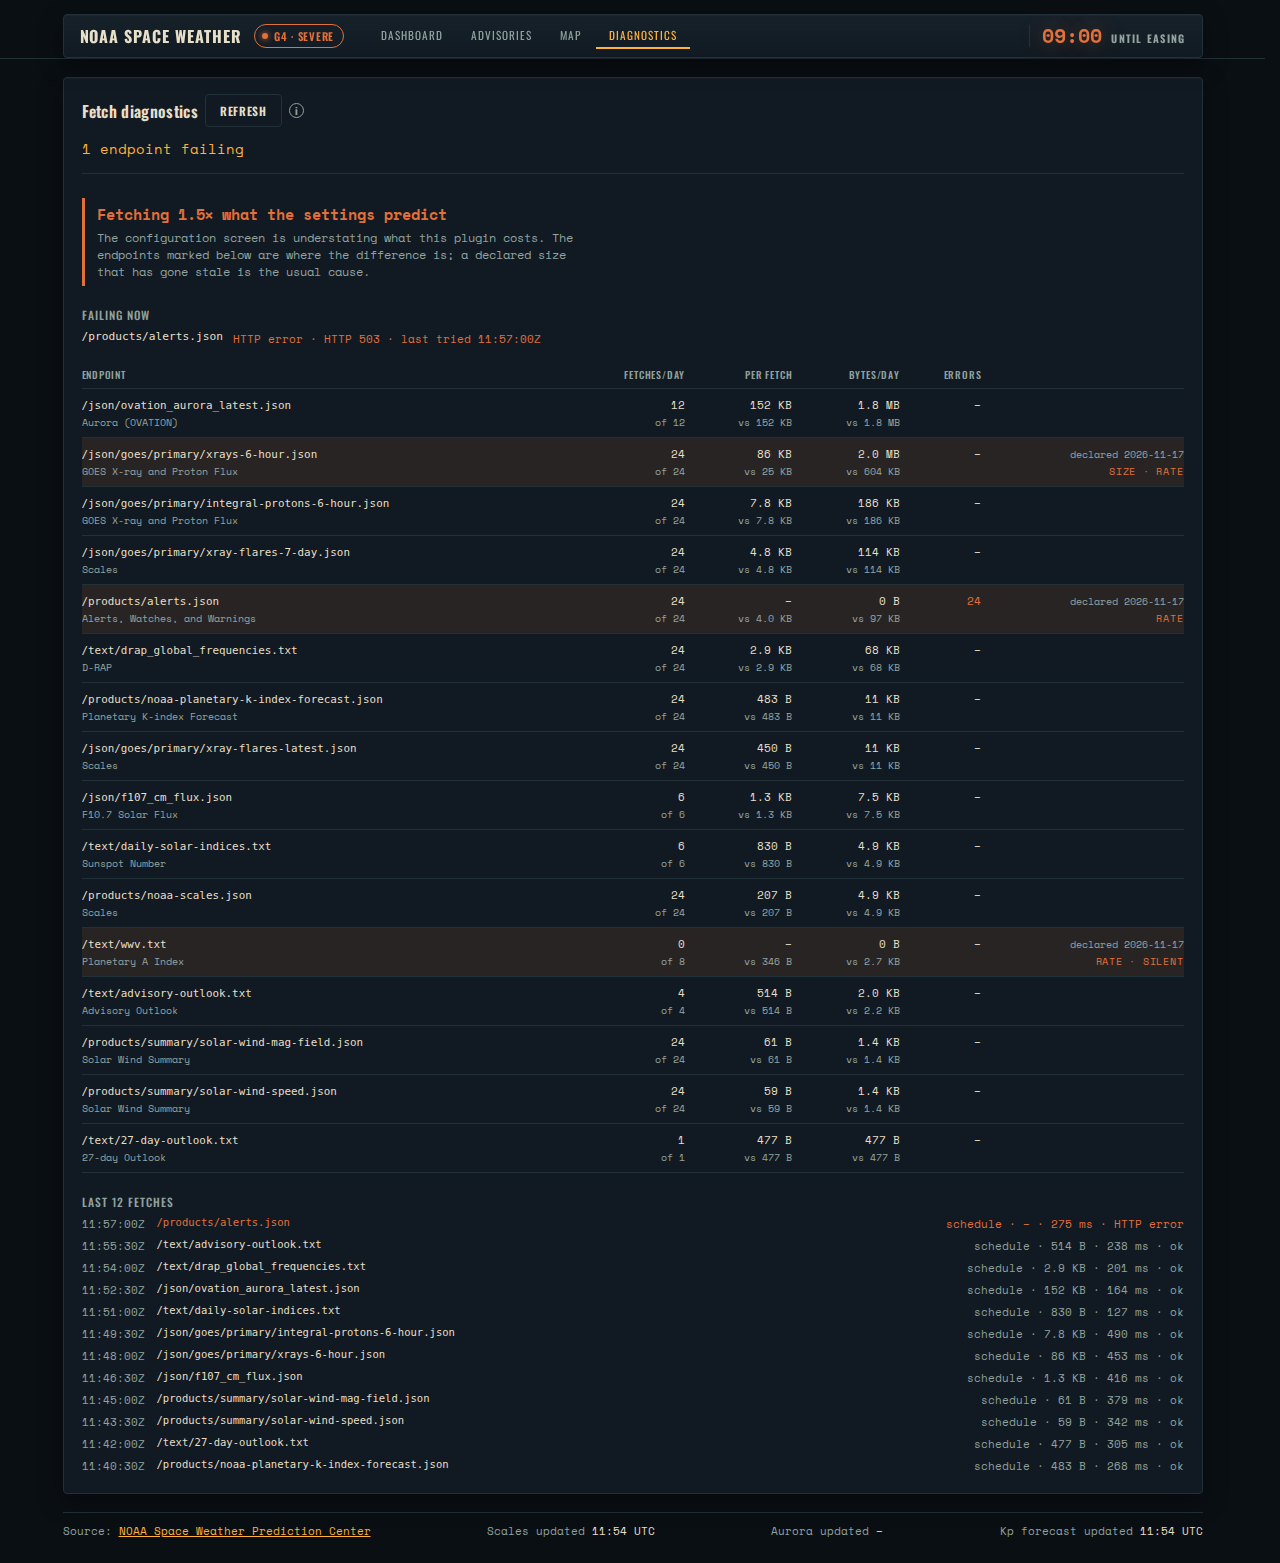 NOAA SPACE WEATHER G4 · SEVERE DASHBOARD ADVISORIES MAP DIAGNOSTICS 09:00 UNTIL EASING
Fetch diagnostics REFRESH i
1 endpoint failing
Fetching 1.5× what the settings predict
The configuration screen is understating what this plugin costs. The
endpoints marked below are where the difference is; a declared size
that has gone stale is the usual cause.
FAILING NOW
/products/alerts.json HTTP error · HTTP 503 · last tried 11:57:00Z
ENDPOINT FETCHES/DAY PER FETCH BYTES/DAY ERRORS
/json/ovation_aurora_latest.json 12 152 KB 1.8 MB –
Aurora (OVATION) of 12 vs 152 KB vs 1.8 MB
/json/goes/primary/xrays-6-hour.json 24 86 KB 2.0 MB – declared 2026-11-17
GOES X-ray and Proton Flux of 24 vs 25 KB vs 604 KB SIZE · RATE
/json/goes/primary/integral-protons-6-hour.json 24 7.8 KB 186 KB –
GOES X-ray and Proton Flux of 24 vs 7.8 KB vs 186 KB
/json/goes/primary/xray-flares-7-day.json 24 4.8 KB 114 KB –
Scales of 24 vs 4.8 KB vs 114 KB
/products/alerts.json 24 – 0 B 24 declared 2026-11-17
Alerts, Watches, and Warnings of 24 vs 4.0 KB vs 97 KB RATE
/text/drap_global_frequencies.txt 24 2.9 KB 68 KB –
D-RAP of 24 vs 2.9 KB vs 68 KB
/products/noaa-planetary-k-index-forecast.json 24 483 B 11 KB –
Planetary K-index Forecast of 24 vs 483 B vs 11 KB
/json/goes/primary/xray-flares-latest.json 24 450 B 11 KB –
Scales of 24 vs 450 B vs 11 KB
/json/f107_cm_flux.json 6 1.3 KB 7.5 KB –
F10.7 Solar Flux of 6 vs 1.3 KB vs 7.5 KB
/text/daily-solar-indices.txt 6 830 B 4.9 KB –
Sunspot Number of 6 vs 830 B vs 4.9 KB
/products/noaa-scales.json 24 207 B 4.9 KB –
Scales of 24 vs 207 B vs 4.9 KB
/text/wwv.txt 0 – 0 B – declared 2026-11-17
Planetary A Index of 8 vs 346 B vs 2.7 KB RATE · SILENT
/text/advisory-outlook.txt 4 514 B 2.0 KB –
Advisory Outlook of 4 vs 514 B vs 2.2 KB
/products/summary/solar-wind-mag-field.json 24 61 B 1.4 KB –
Solar Wind Summary of 24 vs 61 B vs 1.4 KB
/products/summary/solar-wind-speed.json 24 59 B 1.4 KB –
Solar Wind Summary of 24 vs 59 B vs 1.4 KB
/text/27-day-outlook.txt 1 477 B 477 B –
27-day Outlook of 1 vs 477 B vs 477 B
LAST 12 FETCHES
11:57:00Z /products/alerts.json schedule · – · 275 ms · HTTP error
11:55:30Z /text/advisory-outlook.txt schedule · 514 B · 238 ms · ok
11:54:00Z /text/drap_global_frequencies.txt schedule · 2.9 KB · 201 ms · ok
11:52:30Z /json/ovation_aurora_latest.json schedule · 152 KB · 164 ms · ok
11:51:00Z /text/daily-solar-indices.txt schedule · 830 B · 127 ms · ok
11:49:30Z /json/goes/primary/integral-protons-6-hour.json schedule · 7.8 KB · 490 ms · ok
11:48:00Z /json/goes/primary/xrays-6-hour.json schedule · 86 KB · 453 ms · ok
11:46:30Z /json/f107_cm_flux.json schedule · 1.3 KB · 416 ms · ok
11:45:00Z /products/summary/solar-wind-mag-field.json schedule · 61 B · 379 ms · ok
11:43:30Z /products/summary/solar-wind-speed.json schedule · 59 B · 342 ms · ok
11:42:00Z /text/27-day-outlook.txt schedule · 477 B · 305 ms · ok
11:40:30Z /products/noaa-planetary-k-index-forecast.json schedule · 483 B · 268 ms · ok
Source: NOAA Space Weather Prediction Center Scales updated 11:54 UTC Aurora updated – Kp forecast updated 11:54 UTC